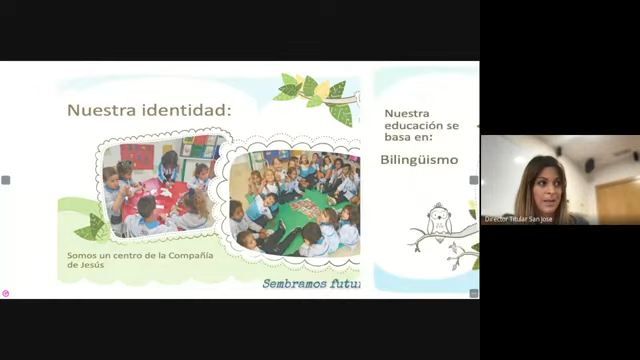 Nuestra identidad:
Somos un centro de la Compañía
de Jesús
Sembramos futur
Nuestra
educación se
basa en:
Bilingüismo
Director Titular San Jose